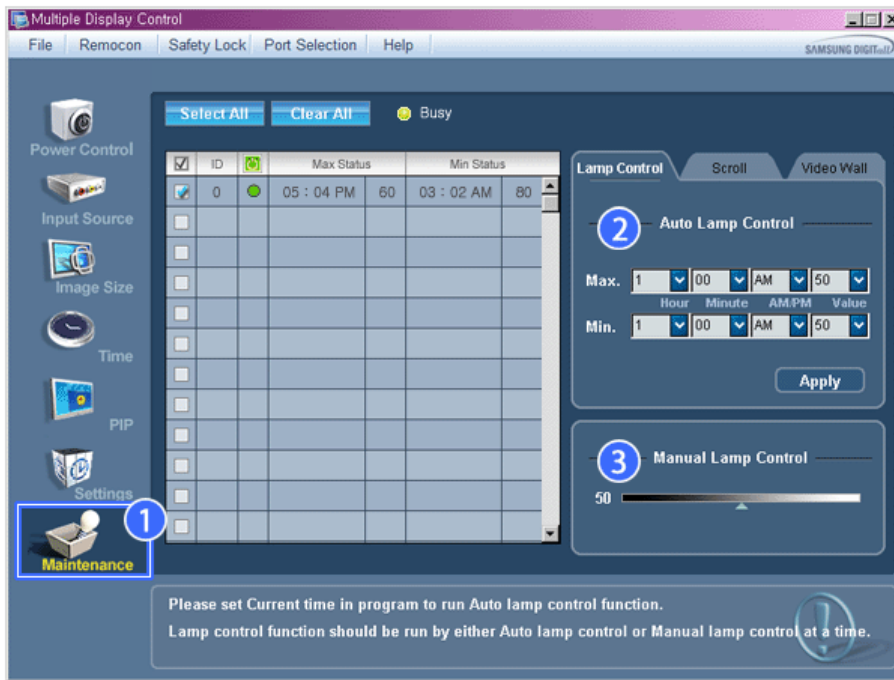 Multiple Display Control
File Remocon Safety Lock Port Selection Help
SAMSUNG DIGITall
Select All Clear All Busy
Power Control
Input Source
Image Size
Time
PIP
Settings
1
Maintenance
ID Max Status Min Status
0 05 : 04 PM 60 03 : 02 AM 80
Lamp Control Scroll Video Wall
2 Auto Lamp Control
Max. 1 00 AM 50
Hour Minute AM/PM Value
Min. 1 00 AM 50
Apply
3 Manual Lamp Control
50
Please set Current time in program to run Auto lamp control function.
Lamp control function should be run by either Auto lamp control or Manual lamp control at a time.